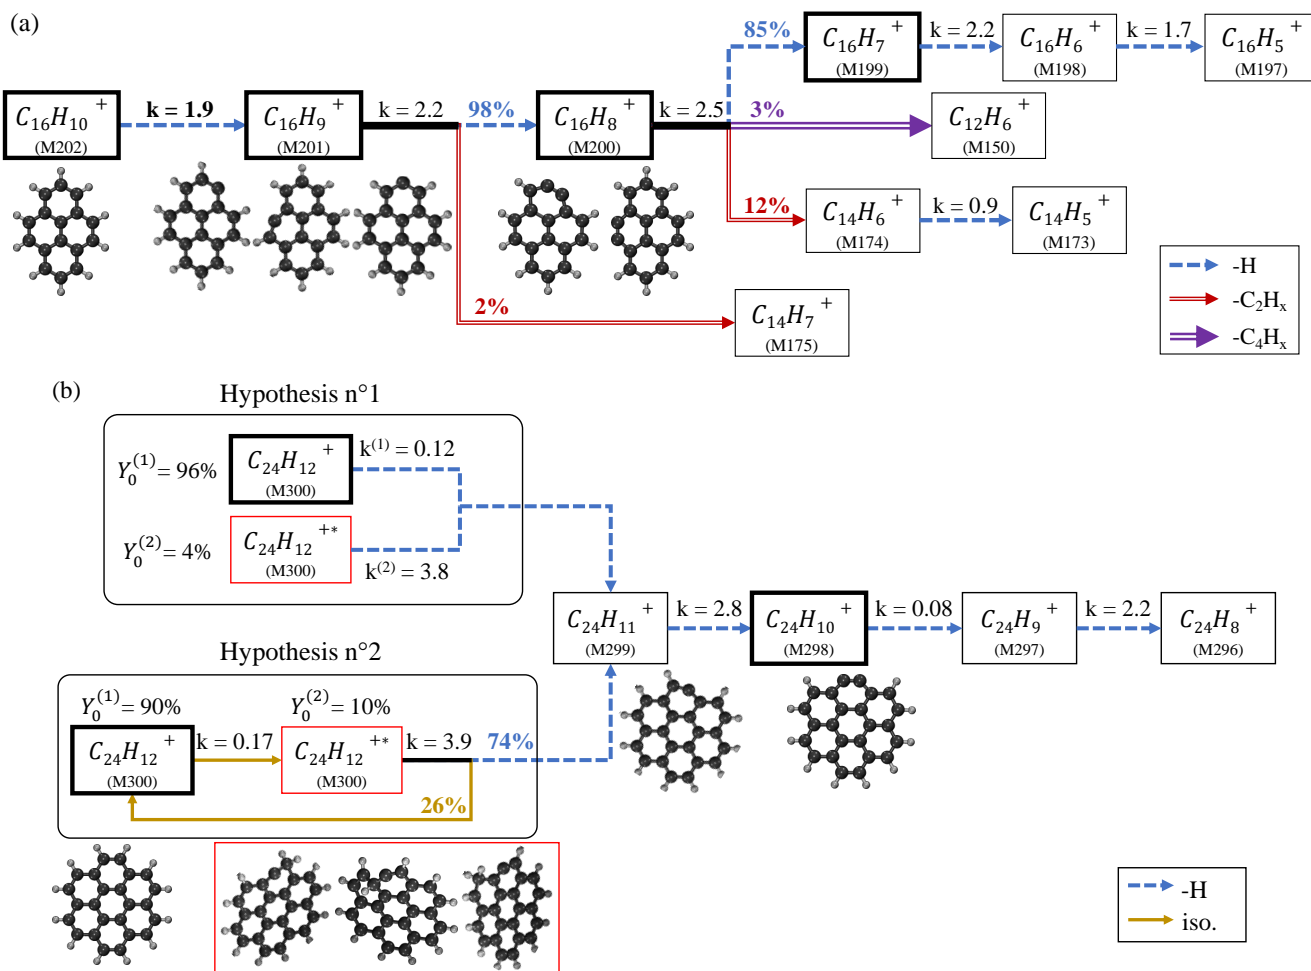 (a)
85%
C₁₆H₇⁺
(M199)
k = 2.2
C₁₆H₆⁺
(M198)
k = 1.7
C₁₆H₅⁺
(M197)
C₁₆H₁₀⁺
(M202)
k = 1.9
C₁₆H₉⁺
(M201)
k = 2.2
98%
C₁₆H₈⁺
(M200)
k = 2.5
3%
C₁₂H₆⁺
(M150)
12%
C₁₄H₆⁺
(M174)
k = 0.9
C₁₄H₅⁺
(M173)
2%
C₁₄H₇⁺
(M175)
-H
-C₂Hₓ
-C₄Hₓ
(b)
Hypothesis n°1
Y₀⁽¹⁾= 96%
C₂₄H₁₂⁺
(M300)
k⁽¹⁾ = 0.12
Y₀⁽²⁾= 4%
C₂₄H₁₂⁺*
(M300)
k⁽²⁾ = 3.8
C₂₄H₁₁⁺
(M299)
k = 2.8
C₂₄H₁₀⁺
(M298)
k = 0.08
C₂₄H₉⁺
(M297)
k = 2.2
C₂₄H₈⁺
(M296)
Hypothesis n°2
Y₀⁽¹⁾= 90%
Y₀⁽²⁾= 10%
C₂₄H₁₂⁺
(M300)
k = 0.17
C₂₄H₁₂⁺*
(M300)
k = 3.9
74%
26%
-H
iso.